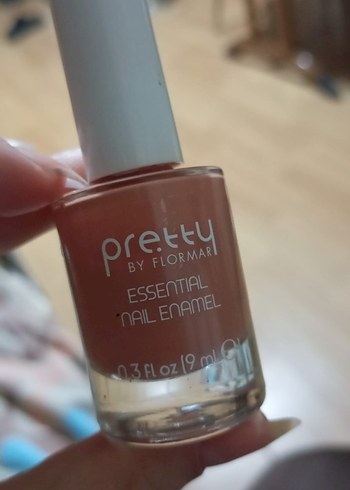 pretty
BY FLORMAR
ESSENTIAL
NAIL ENAMEL
0.3 fl oz (9 ml